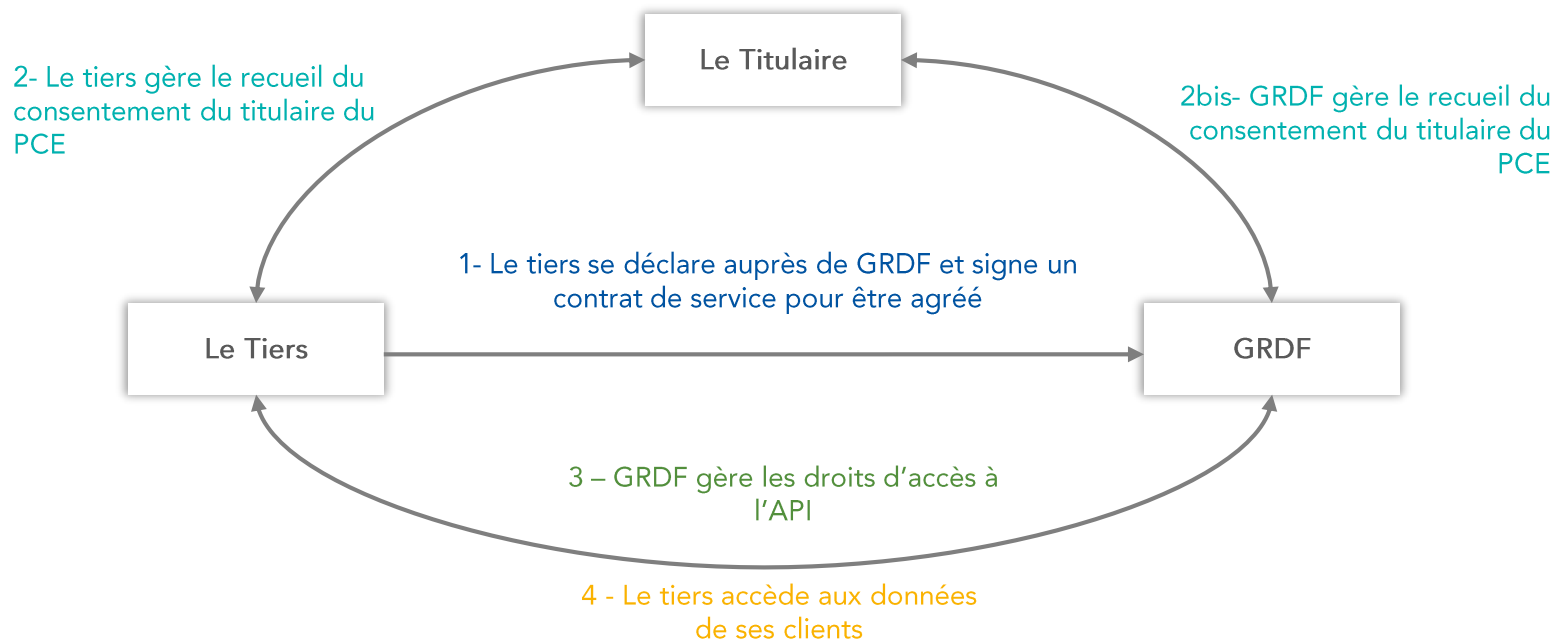 Le Titulaire
2- Le tiers gère le recueil du
consentement du titulaire du
PCE
2bis- GRDF gère le recueil du
consentement du titulaire du
PCE
1- Le tiers se déclare auprès de GRDF et signe un
contrat de service pour être agréé
Le Tiers
GRDF
3 – GRDF gère les droits d’accès à
l’API
4 - Le tiers accède aux données
de ses clients